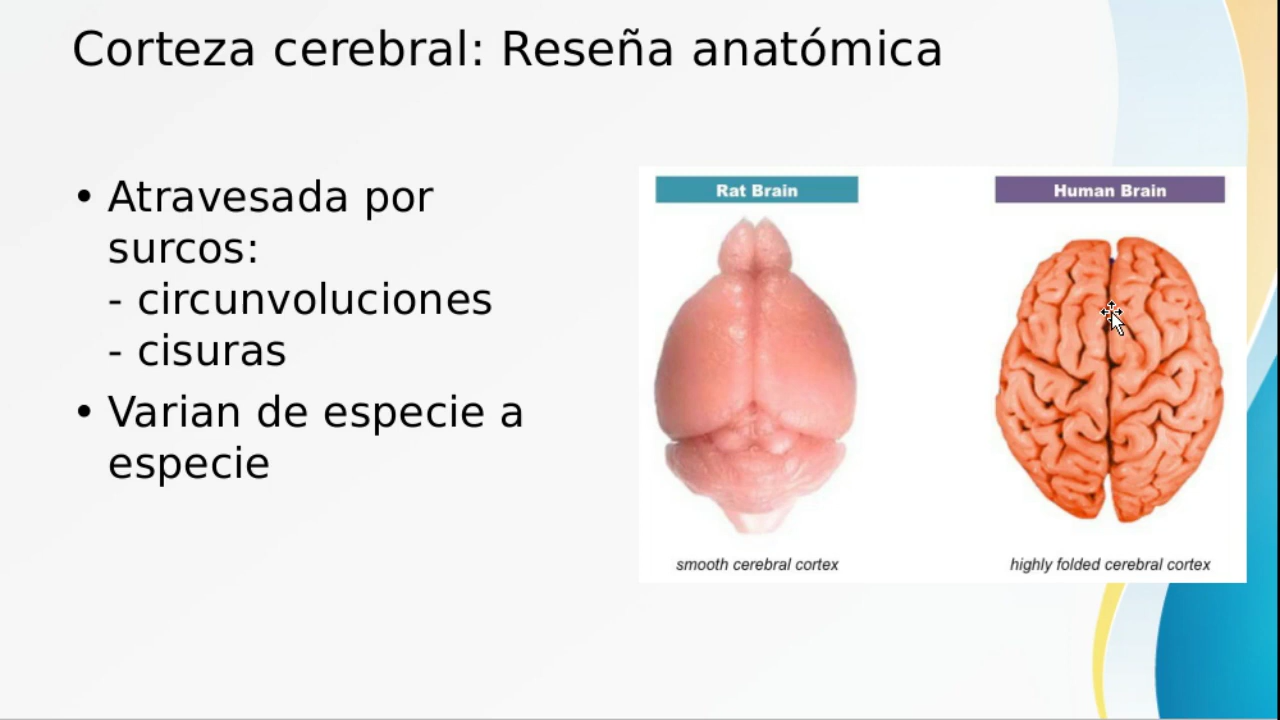 Corteza cerebral: Reseña anatómica
• Atravesada por
surcos:
- circunvoluciones
- cisuras
• Varian de especie a
especie
Rat Brain
Human Brain
smooth cerebral cortex
highly folded cerebral cortex